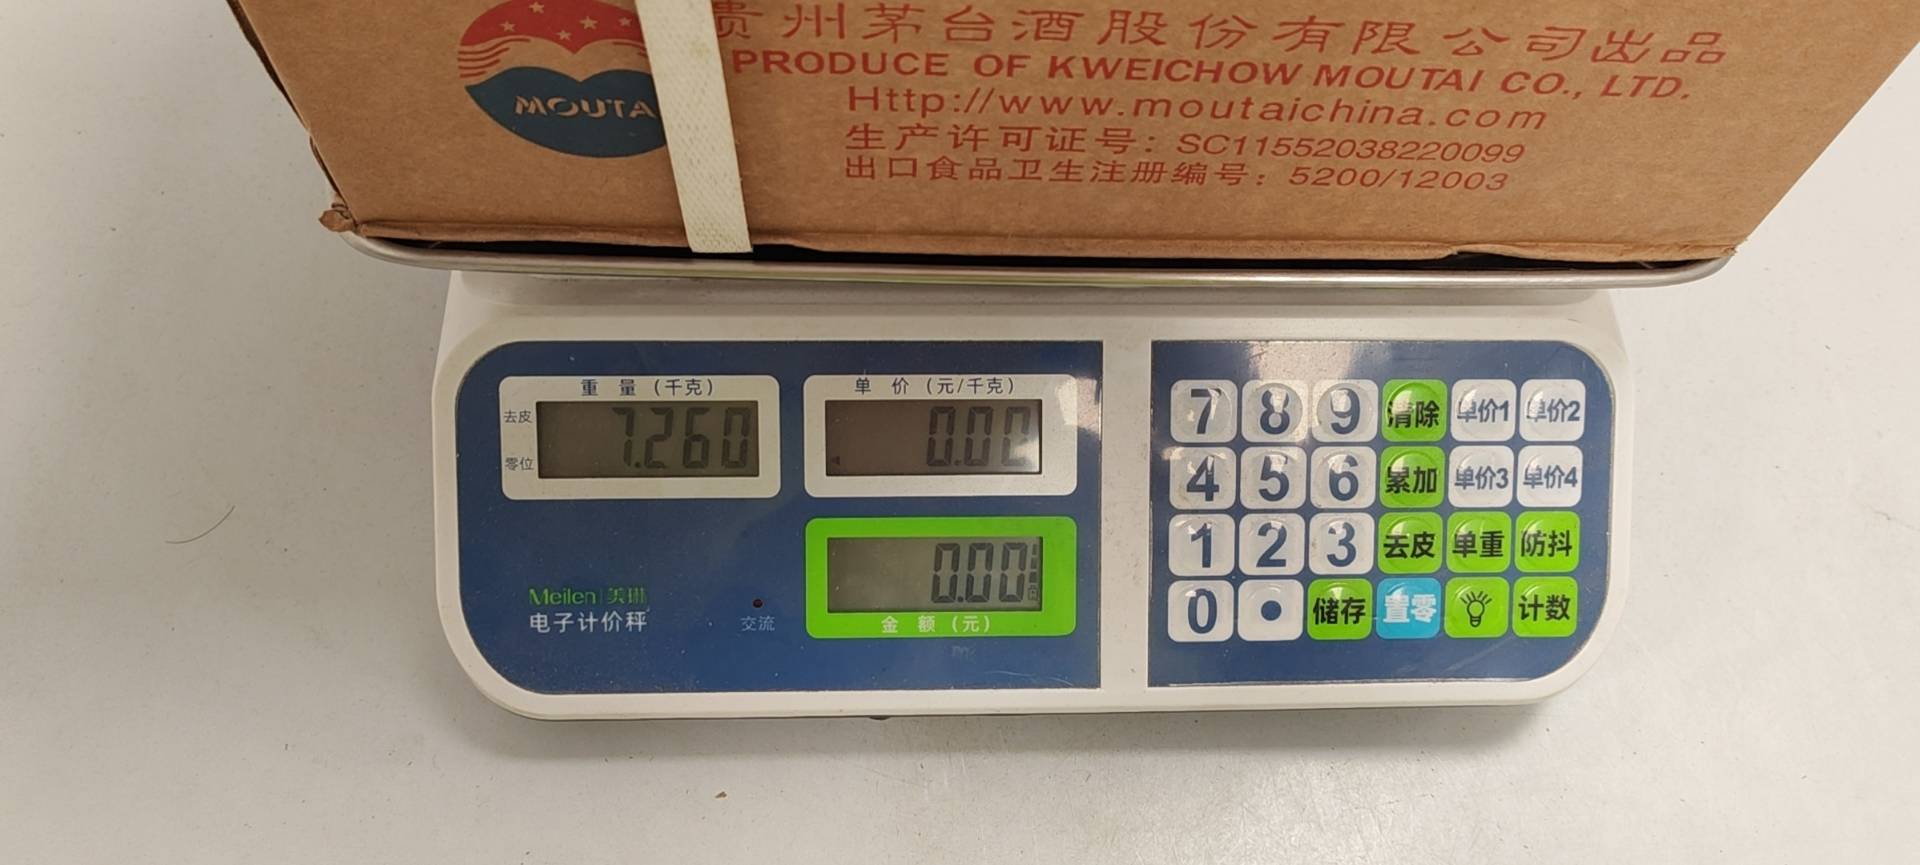 贵州茅台酒股份有限公司出品
PRODUCE OF KWEICHOW MOUTAI CO., LTD.
Http://www.moutaichina.com
生产许可证号: SC11552038220099
出口食品卫生注册编号: 5200/12003
MOUTA
重 量 (千克)
去皮
零位
7.260
单 价 (元/千克)
0.00
0.00
金 额 (元)
Meilen 美琳
电子计价秤
交流
7 8 9 清除 单价1 单价2
4 5 6 累加 单价3 单价4
1 2 3 去皮 单重 防抖
0 • 储存 置零 计数